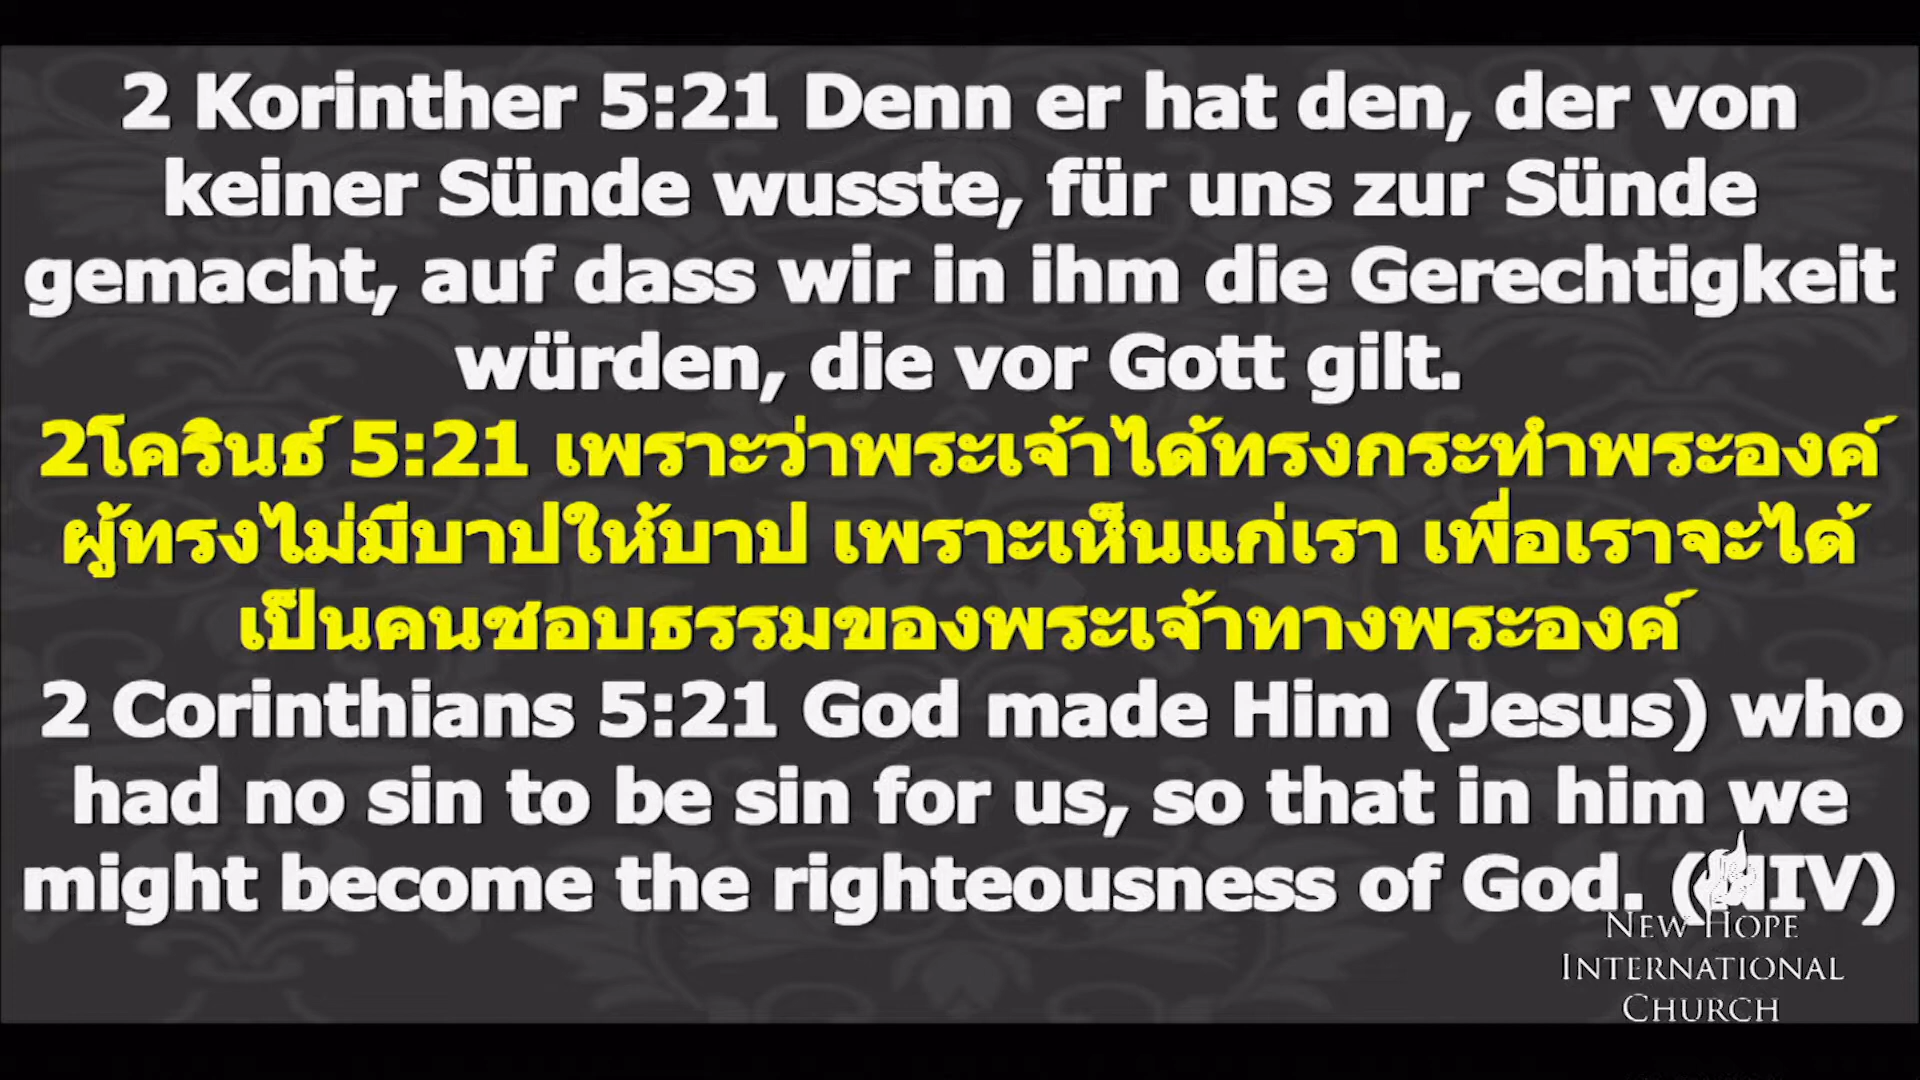 2 Korinther 5:21 Denn er hat den, der von
keiner Sünde wusste, für uns zur Sünde
gemacht, auf dass wir in ihm die Gerechtigkeit
würden, die vor Gott gilt.
2โครินธ์ 5:21 เพราะว่าพระเจ้าได้ทรงกระทำพระองค์
ผู้ทรงไม่มีบาปให้บาป เพราะเห็นแก่เรา เพื่อเราจะได้
เป็นคนชอบธรรมของพระเจ้าทางพระองค์
2 Corinthians 5:21 God made Him (Jesus) who
had no sin to be sin for us, so that in him we
might become the righteousness of God. (NIV)
NEW HOPE
INTERNATIONAL
CHURCH